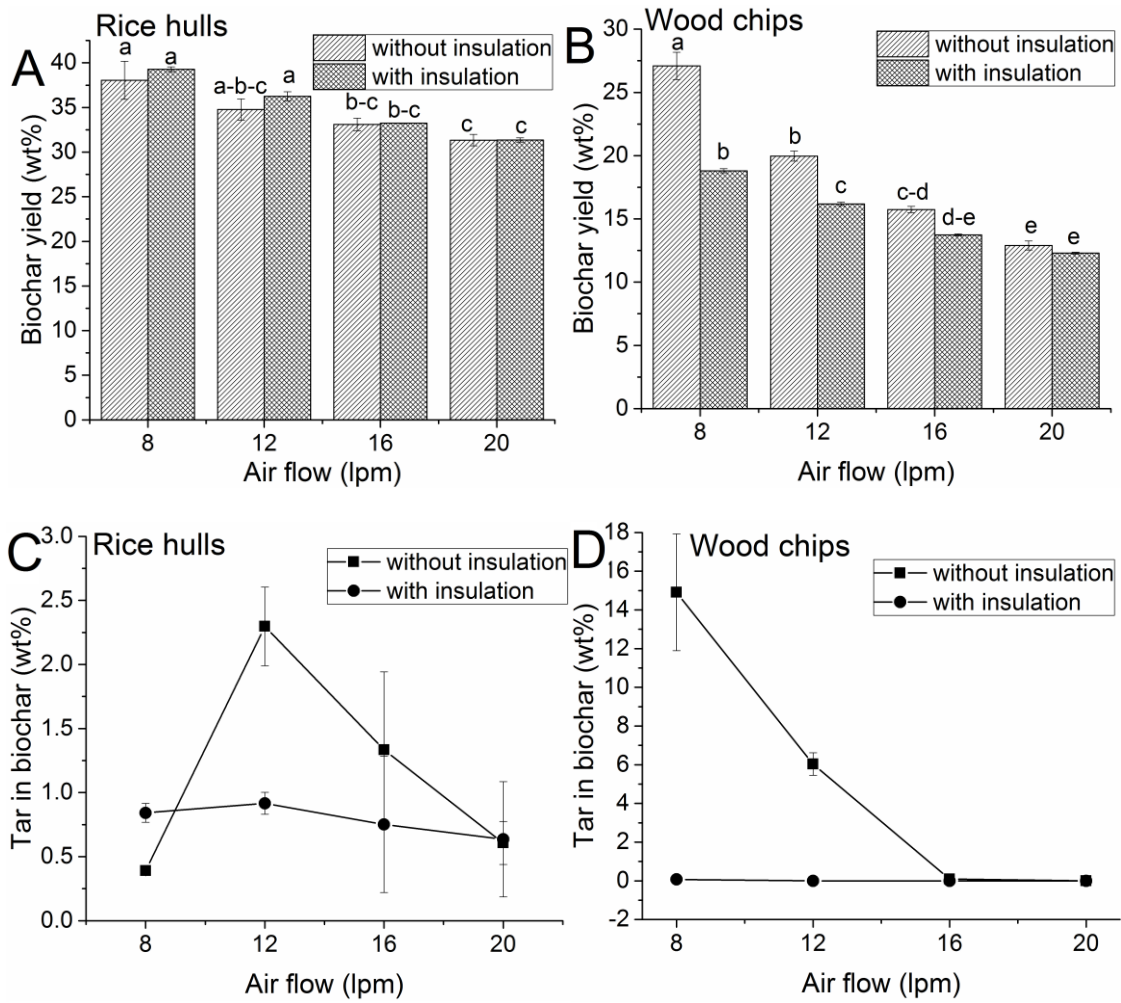 A
Rice hulls
without insulation
with insulation
a
a
a-b-c
a
b-c
b-c
c
c
40
35
30
25
20
15
10
5
0
Biochar yield (wt%)
8
12
16
20
Air flow (lpm)
B
Wood chips
without insulation
with insulation
a
b
b
c
c-d
d-e
e
e
30
25
20
15
10
5
0
Biochar yield (wt%)
8
12
16
20
Air flow (lpm)
C
Rice hulls
without insulation
with insulation
3.0
2.5
2.0
1.5
1.0
0.5
0.0
Tar in biochar (wt%)
8
12
16
20
Air flow (lpm)
D
Wood chips
without insulation
with insulation
18
16
14
12
10
8
6
4
2
0
-2
Tar in biochar (wt%)
8
12
16
20
Air flow (lpm)